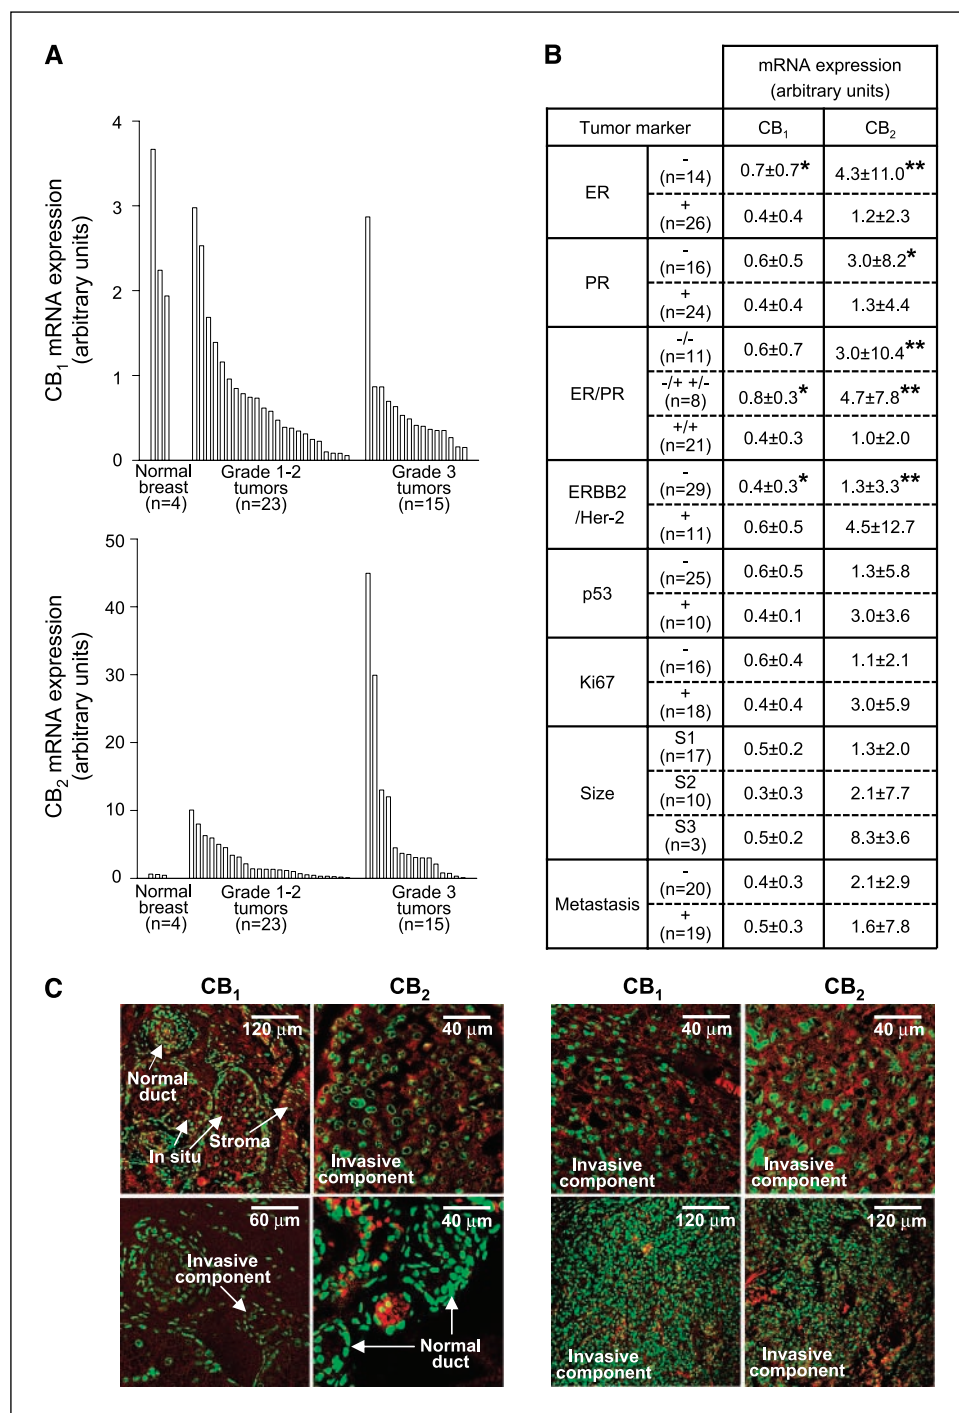 A
CB1 mRNA expression
(arbitrary units)
4
3
2
1
0
Normal
breast
(n=4)
Grade 1-2
tumors
(n=23)
Grade 3
tumors
(n=15)
CB2 mRNA expression
(arbitrary units)
50
40
30
20
10
0
Normal
breast
(n=4)
Grade 1-2
tumors
(n=23)
Grade 3
tumors
(n=15)
B
mRNA expression
(arbitrary units)
Tumor marker CB1 CB2
ER - (n=14) 0.7±0.7* 4.3±11.0**
+ (n=26) 0.4±0.4 1.2±2.3
PR - (n=16) 0.6±0.5 3.0±8.2*
+ (n=24) 0.4±0.4 1.3±4.4
ER/PR -/- (n=11) 0.6±0.7 3.0±10.4**
-/+ +/- (n=8) 0.8±0.3* 4.7±7.8**
+/+ (n=21) 0.4±0.3 1.0±2.0
ERBB2 /Her-2 - (n=29) 0.4±0.3* 1.3±3.3**
+ (n=11) 0.6±0.5 4.5±12.7
p53 - (n=25) 0.6±0.5 1.3±5.8
+ (n=10) 0.4±0.1 3.0±3.6
Ki67 - (n=16) 0.6±0.4 1.1±2.1
+ (n=18) 0.4±0.4 3.0±5.9
Size S1 (n=17) 0.5±0.2 1.3±2.0
S2 (n=10) 0.3±0.3 2.1±7.7
S3 (n=3) 0.5±0.2 8.3±3.6
Metastasis - (n=20) 0.4±0.3 2.1±2.9
+ (n=19) 0.5±0.3 1.6±7.8
C
CB1 CB2 CB1 CB2
120 µm
Normal
duct
In situ
Stroma
40 µm
Invasive
component
40 µm
Invasive
component
40 µm
Invasive
component
60 µm
Invasive
component
40 µm
Normal
duct
120 µm
Invasive
component
120 µm
Invasive
component